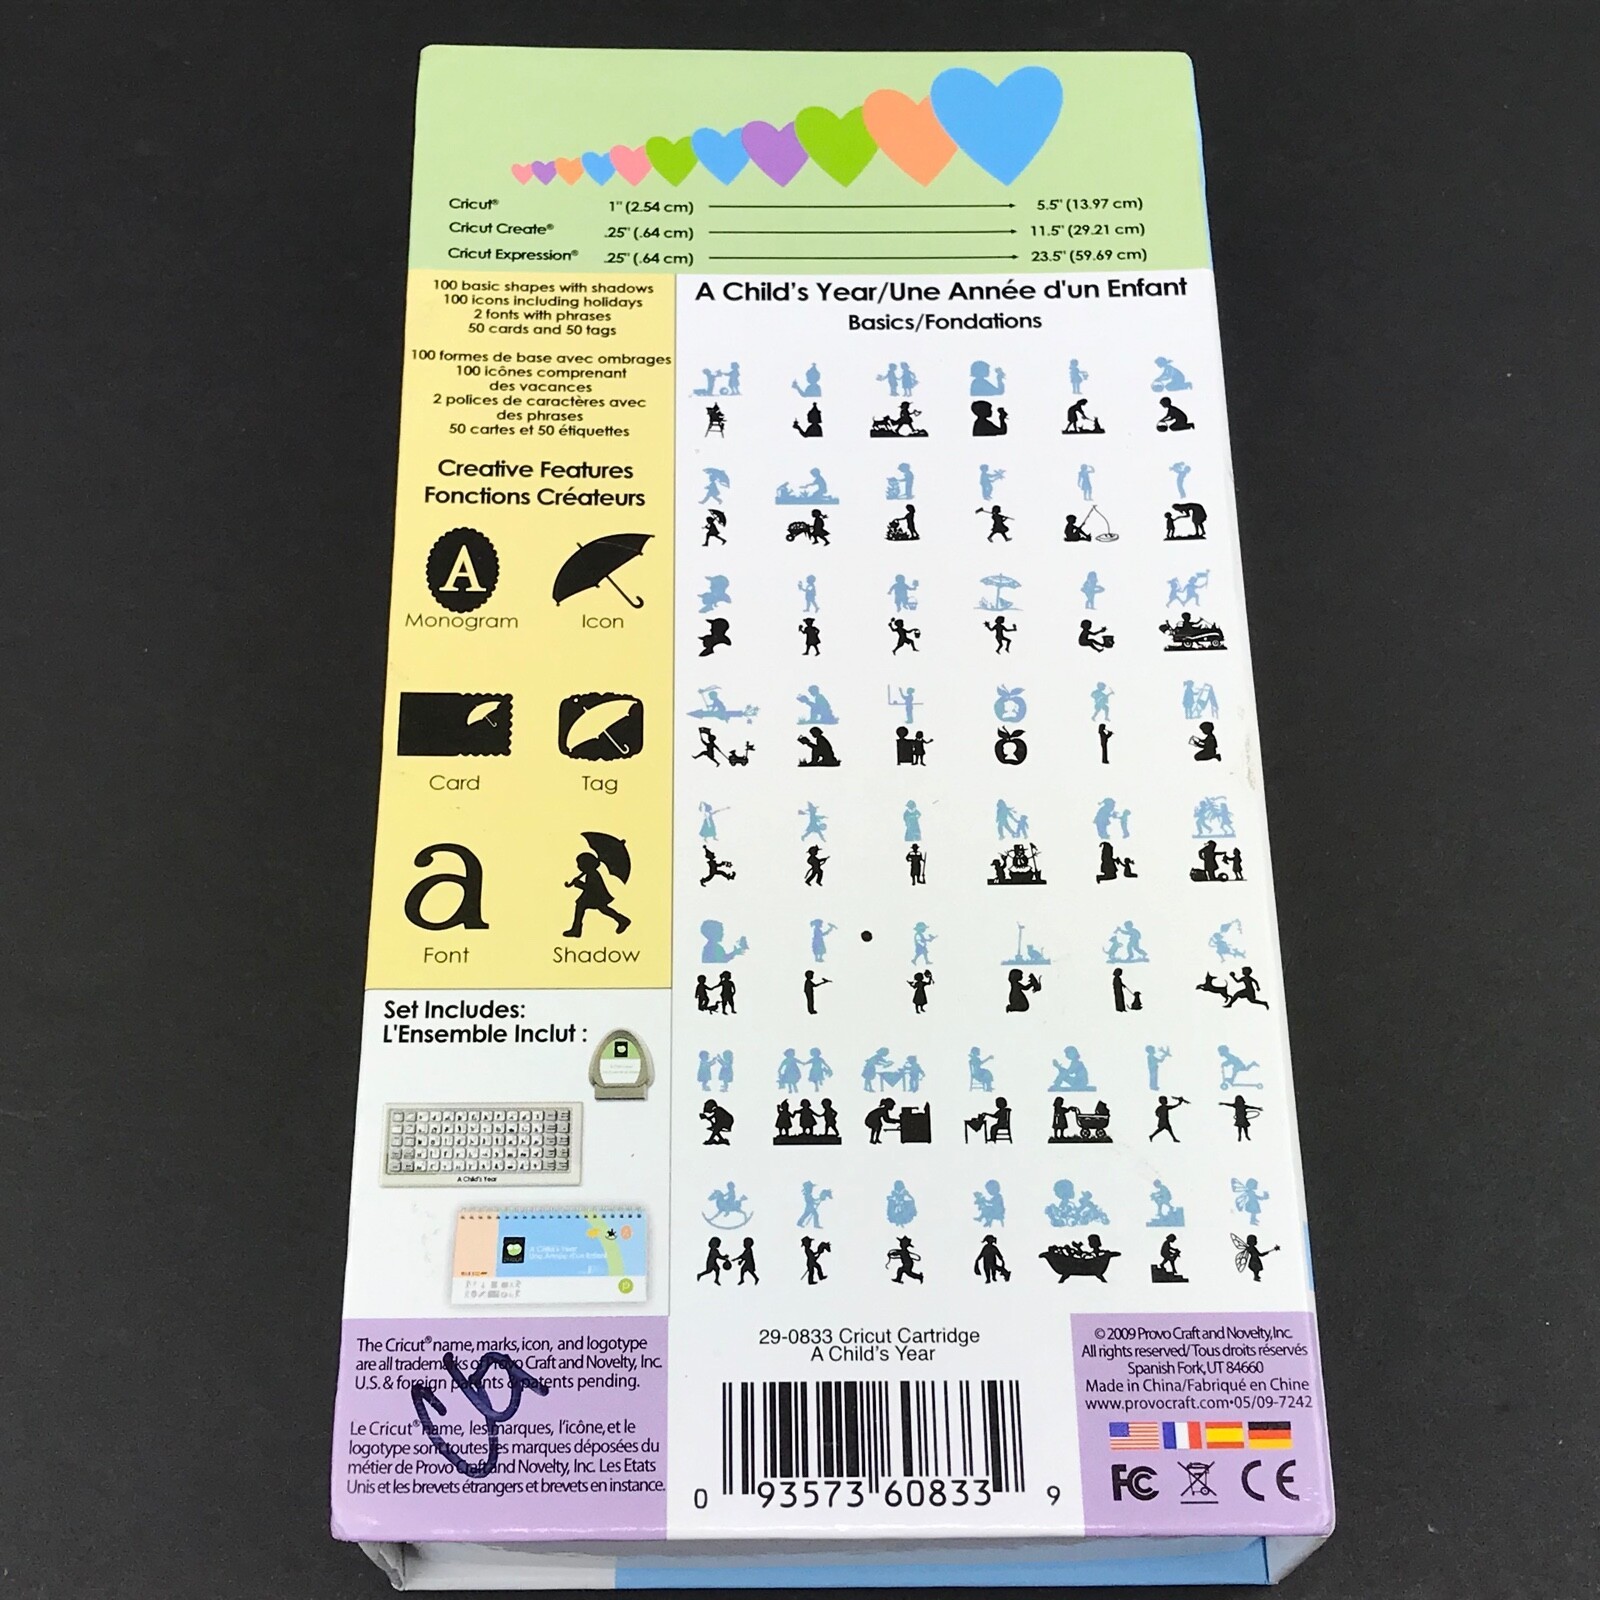 Cricut® 1" (2.54 cm) 5.5" (13.97 cm)
Cricut Create® .25" (.64 cm) 11.5" (29.21 cm)
Cricut Expression® .25" (.64 cm) 23.5" (59.69 cm)
100 basic shapes with shadows
100 icons including holidays
2 fonts with phrases
50 cards and 50 tags
100 formes de base avec ombrages
100 icônes comprenant
des vacances
2 polices de caractères avec
des phrases
50 cartes et 50 étiquettes
Creative Features
Fonctions Créateurs
A
Monogram
Icon
Card
Tag
a
Font
Shadow
Set Includes:
L'Ensemble Inclut :
A Child's Year
A Child's Year
Une Année d'un Enfant
The Cricut® name, marks, icon, and logotype
are all trademarks of Provo Craft and Novelty, Inc.
U.S. & foreign patents & patents pending.
Le Cricut® name, les marques, l'icône, et le
logotype sont toutes les marques déposées du
métier de Provo Craft and Novelty, Inc. Les Etats
Unis et les brevets étrangers et brevets en instance.
A Child's Year/Une Année d'un Enfant
Basics/Fondations
29-0833 Cricut Cartridge
A Child's Year
0 93573 60833 9
©2009 Provo Craft and Novelty, Inc.
All rights reserved/ Tous droits réservés
Spanish Fork, UT 84660
Made in China/Fabriqué en Chine
www.provocraft.com•05/09-7242
FC CE